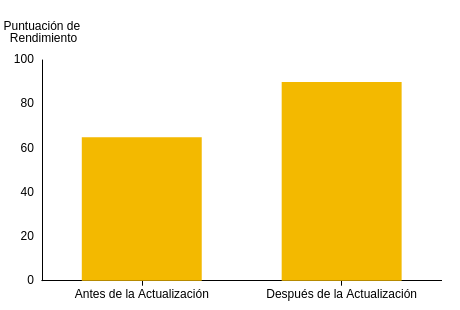 Puntuación de
Rendimiento
100
80
60
40
20
0
Antes de la Actualización
Después de la Actualización